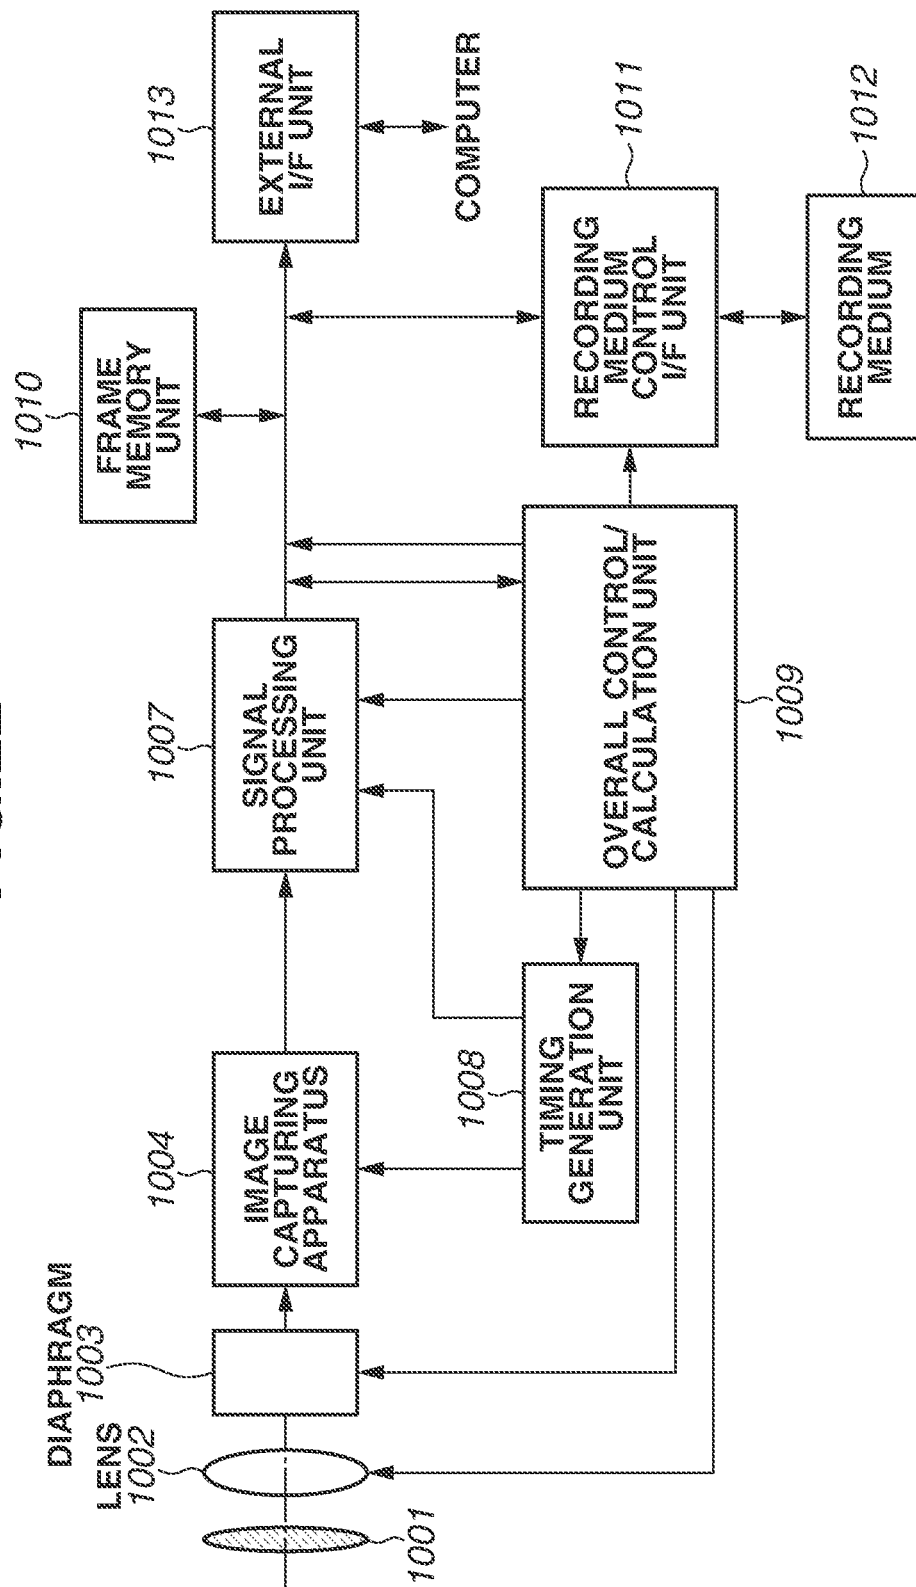 DIAPHRAGM
1003
LENS
1002
1001
1004
IMAGE
CAPTURING
APPARATUS
1007
SIGNAL
PROCESSING
UNIT
1008
TIMING
GENERATION
UNIT
OVERALL CONTROL/
CALCULATION UNIT
1009
1010
FRAME
MEMORY
UNIT
1013
EXTERNAL
I/F UNIT
COMPUTER
1011
RECORDING
MEDIUM
CONTROL
I/F UNIT
1012
RECORDING
MEDIUM